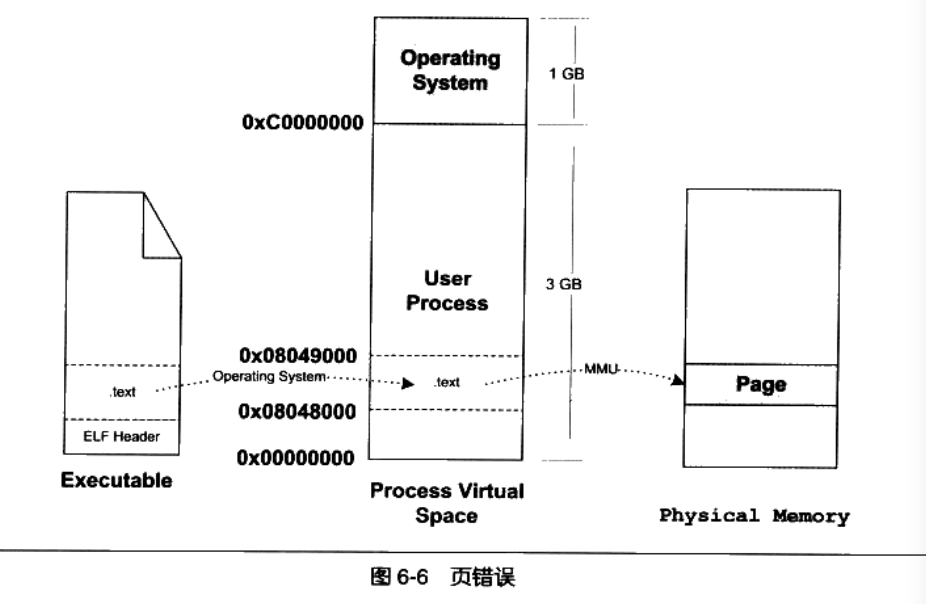 Operating
System
1 GB
0xC0000000
User
Process
3 GB
0x08049000
.text
Operating System
.text
MMU
Page
0x08048000
ELF Header
0x00000000
Executable
Process Virtual
Space
Physical Memory
图 6-6 页错误